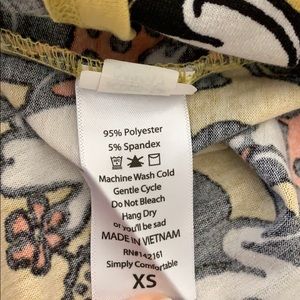 95% Polyester
5% Spandex
Machine Wash Cold
Gentle Cycle
Do Not Bleach
Hang Dry
or you'll be sad
MADE IN VIETNAM
RN#142161
Simply Comfortable
XS